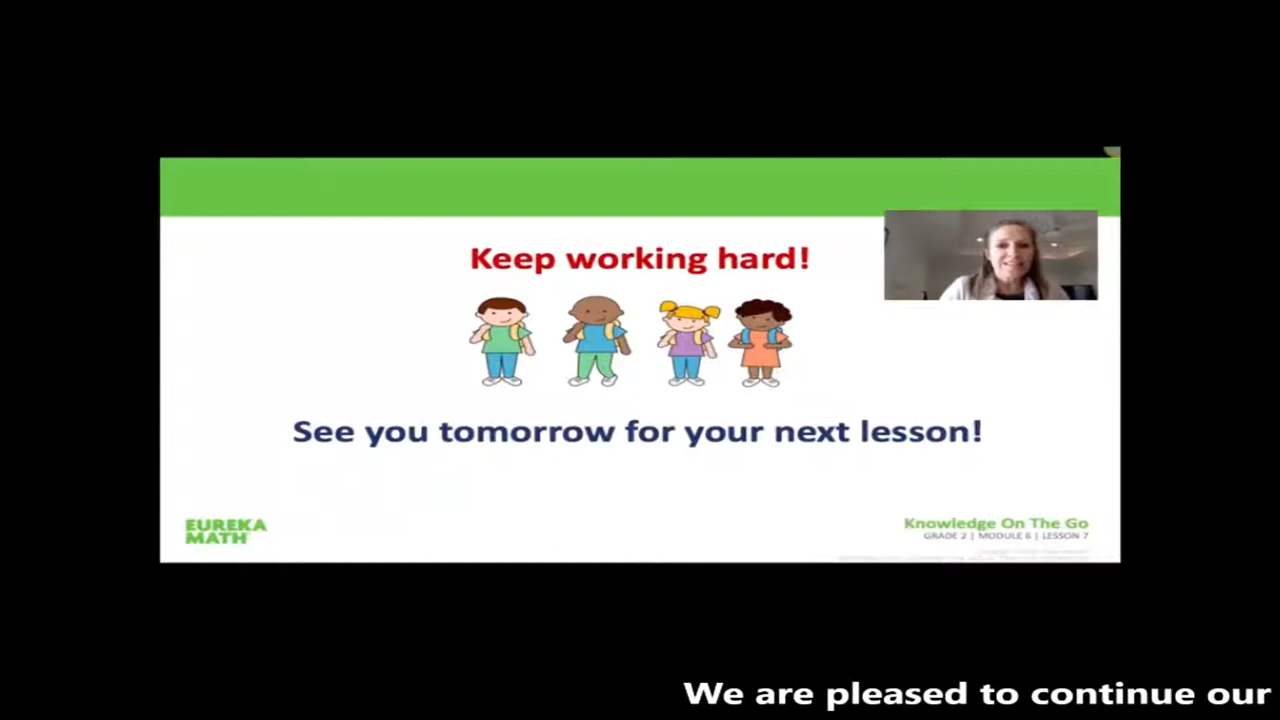 Keep working hard!
See you tomorrow for your next lesson!
EUREKA
MATH
Knowledge On The Go
GRADE 2 | MODULE 6 | LESSON 7
We are pleased to continue our